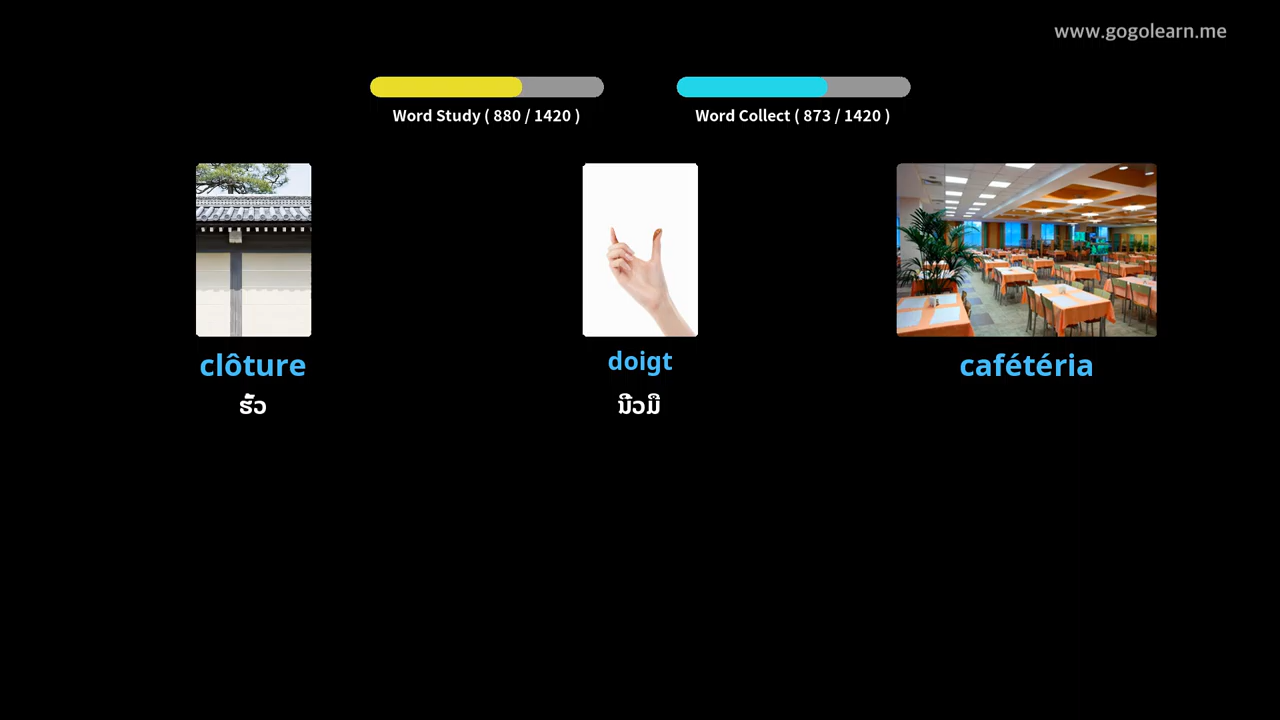 www.gogolearn.me
Word Study ( 880 / 1420 )
Word Collect ( 873 / 1420 )
clôture
ຮົ້ວ
doigt
ນິ້ວມື
cafétéria